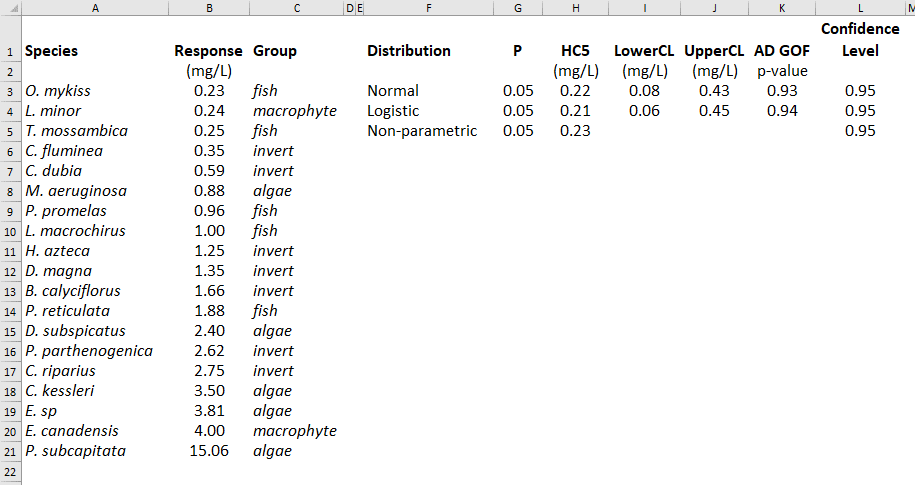 A B C D E F G H I J K L M
Confidence
1 Species Response Group Distribution P HC5 LowerCL UpperCL AD GOF Level
2 (mg/L) (mg/L) (mg/L) (mg/L) p-value
3 O. mykiss 0.23 fish Normal 0.05 0.22 0.08 0.43 0.93 0.95
4 L. minor 0.24 macrophyte Logistic 0.05 0.21 0.06 0.45 0.94 0.95
5 T. mossambica 0.25 fish Non-parametric 0.05 0.23 0.95
6 C. fluminea 0.35 invert
7 C. dubia 0.59 invert
8 M. aeruginosa 0.88 algae
9 P. promelas 0.96 fish
10 L. macrochirus 1.00 fish
11 H. azteca 1.25 invert
12 D. magna 1.35 invert
13 B. calyciflorus 1.66 invert
14 P. reticulata 1.88 fish
15 D. subspicatus 2.40 algae
16 P. parthenogenica 2.62 invert
17 C. riparius 2.75 invert
18 C. kessleri 3.50 algae
19 E. sp 3.81 algae
20 E. canadensis 4.00 macrophyte
21 P. subcapitata 15.06 algae
22